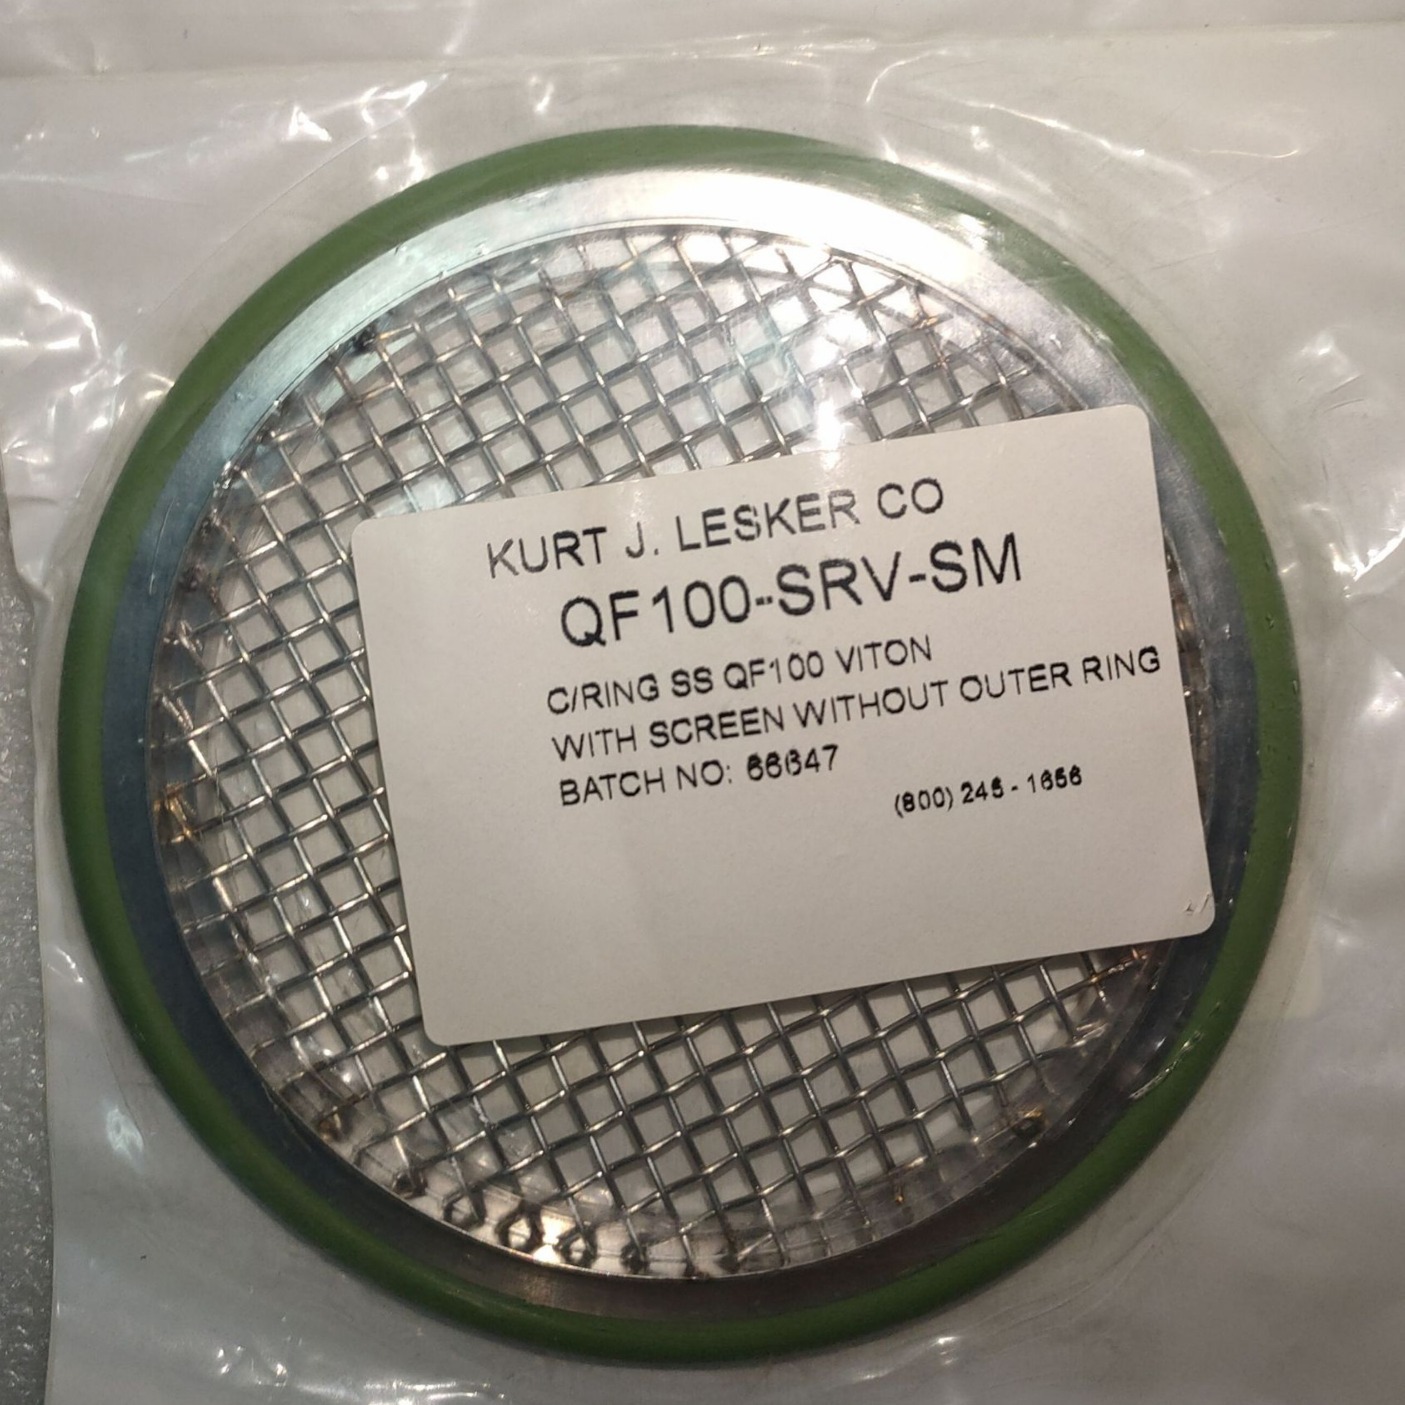 KURT J. LESKER CO
QF100-SRV-SM
C/RING SS QF100 VITON
WITH SCREEN WITHOUT OUTER RING
BATCH NO: 66647
(800) 245 - 1656